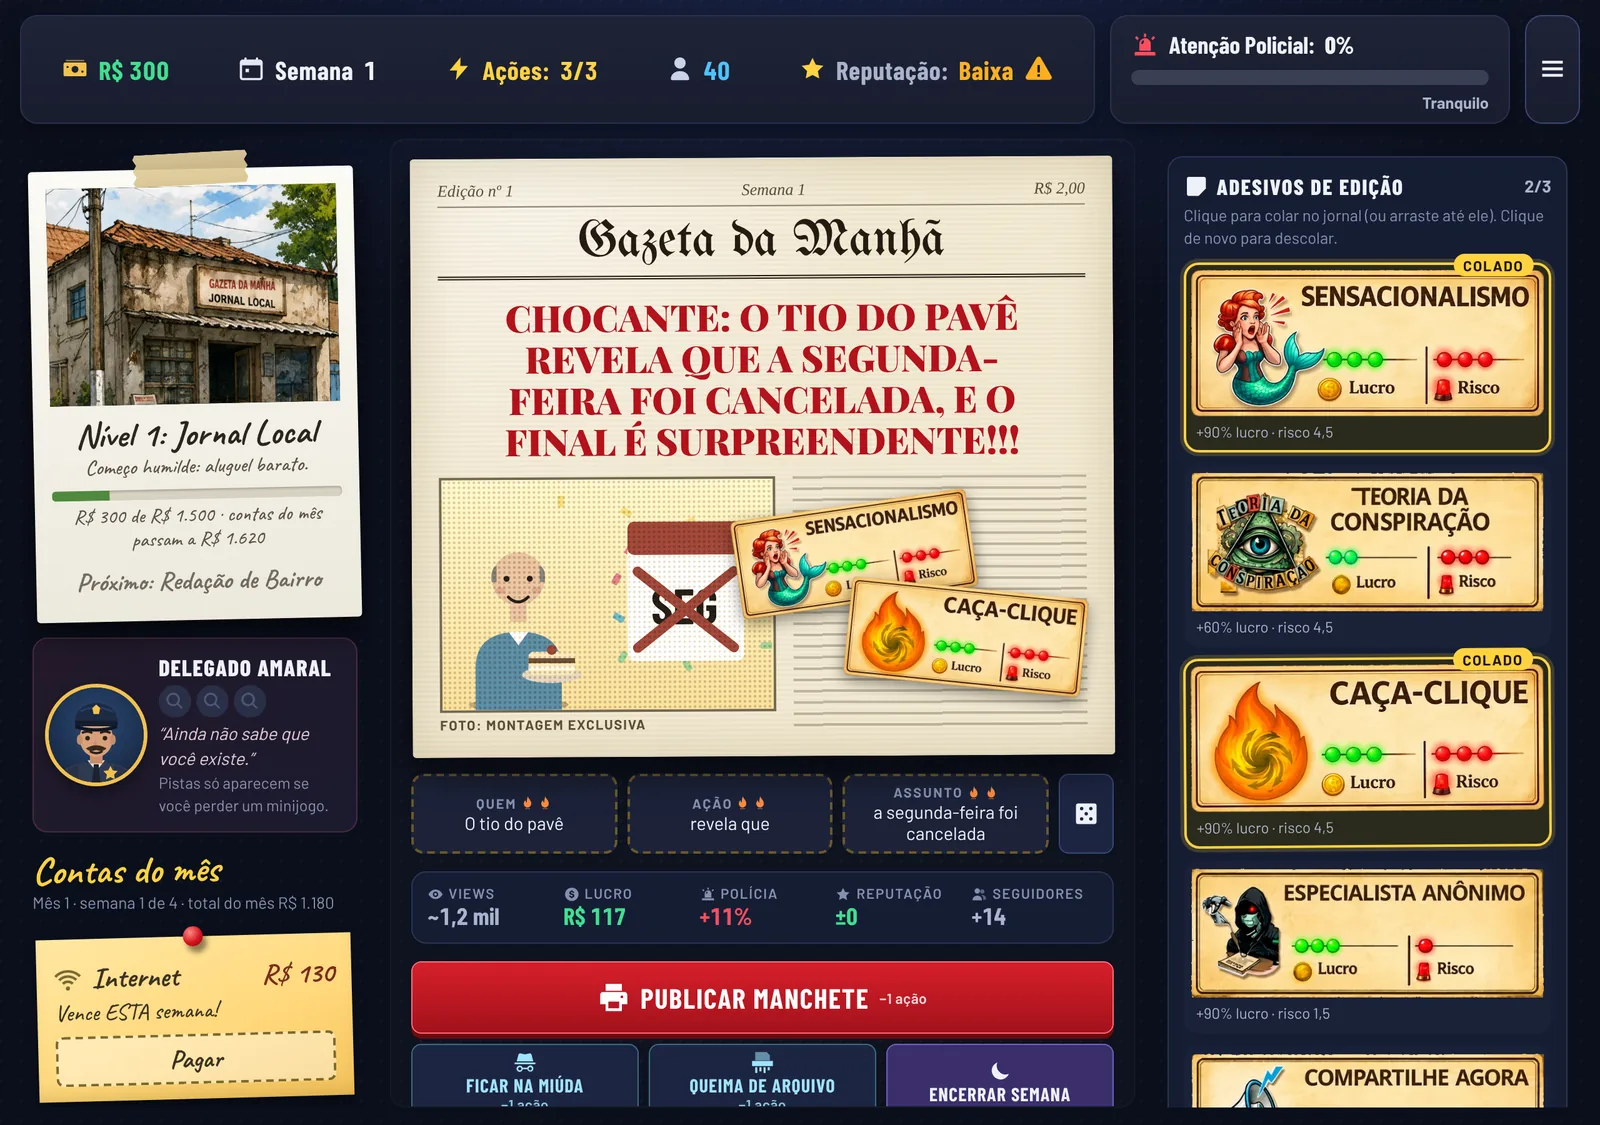 R$ 300
Semana 1
Ações: 3/3
40
Reputação: Baixa
Atenção Policial: 0%
Tranquilo
GAZETA DA MANHÃ
JORNAL LOCAL
Nível 1: Jornal Local
Começo humilde: aluguel barato.
R$ 300 de R$ 1.500 · contas do mês
passam a R$ 1.620
Próximo: Redação de Bairro
DELEGADO AMARAL
“Ainda não sabe que
você existe.”
Pistas só aparecem se
você perder um minijogo.
Contas do mês
Mês 1 · semana 1 de 4 · total do mês R$ 1.180
Internet
R$ 130
Vence ESTA semana!
Pagar
Edição nº 1
Semana 1
R$ 2,00
Gazeta da Manhã
CHOCANTE: O TIO DO PAVÊ
REVELA QUE A SEGUNDA-
FEIRA FOI CANCELADA, E O
FINAL É SURPREENDENTE!!!
SEG
SENSACIONALISMO
Risco
CAÇA-CLIQUE
Lucro
Risco
FOTO: MONTAGEM EXCLUSIVA
QUEM
O tio do pavê
AÇÃO
revela que
ASSUNTO
a segunda-feira foi
cancelada
VIEWS
~1,2 mil
LUCRO
R$ 117
POLÍCIA
+11%
REPUTAÇÃO
±0
SEGUIDORES
+14
PUBLICAR MANCHETE −1 ação
FICAR NA MIÚDA
−1 ação
QUEIMA DE ARQUIVO
−1 ação
ENCERRAR SEMANA
ADESIVOS DE EDIÇÃO
2/3
Clique para colar no jornal (ou arraste até ele). Clique
de novo para descolar.
COLADO
SENSACIONALISMO
Lucro
Risco
+90% lucro · risco 4,5
TEORIA DA
CONSPIRAÇÃO
TEORIA DA
CONSPIRAÇÃO
Lucro
Risco
+60% lucro · risco 4,5
COLADO
CAÇA-CLIQUE
Lucro
Risco
+90% lucro · risco 4,5
ESPECIALISTA ANÔNIMO
Lucro
Risco
+90% lucro · risco 1,5
COMPARTILHE AGORA